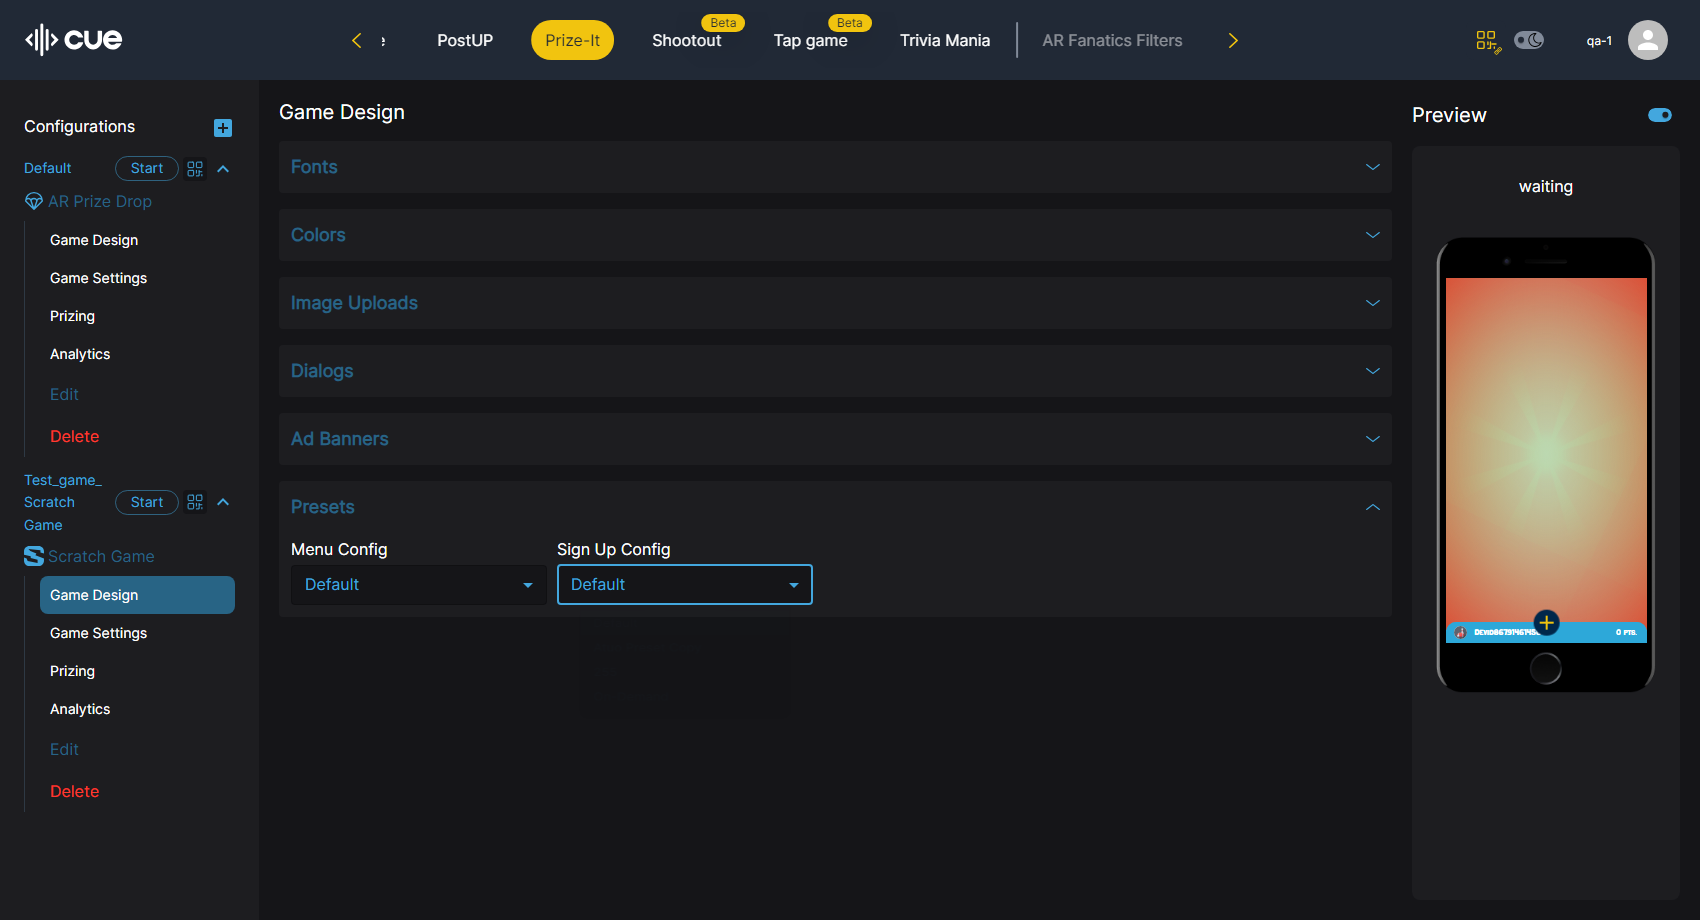 cue
PostUP
Prize-It
Beta
Shootout
Beta
Tap game
Trivia Mania
AR Fanatics Filters
qa-1
Configurations
Default
Start
AR Prize Drop
Game Design
Game Settings
Prizing
Analytics
Edit
Delete
Test_game_
Scratch
Game
Start
Scratch Game
Game Design
Game Settings
Prizing
Analytics
Edit
Delete
Game Design
Fonts
Colors
Image Uploads
Dialogs
Ad Banners
Presets
Menu Config
Default
Sign Up Config
Default
Preview
waiting
0 PTS.